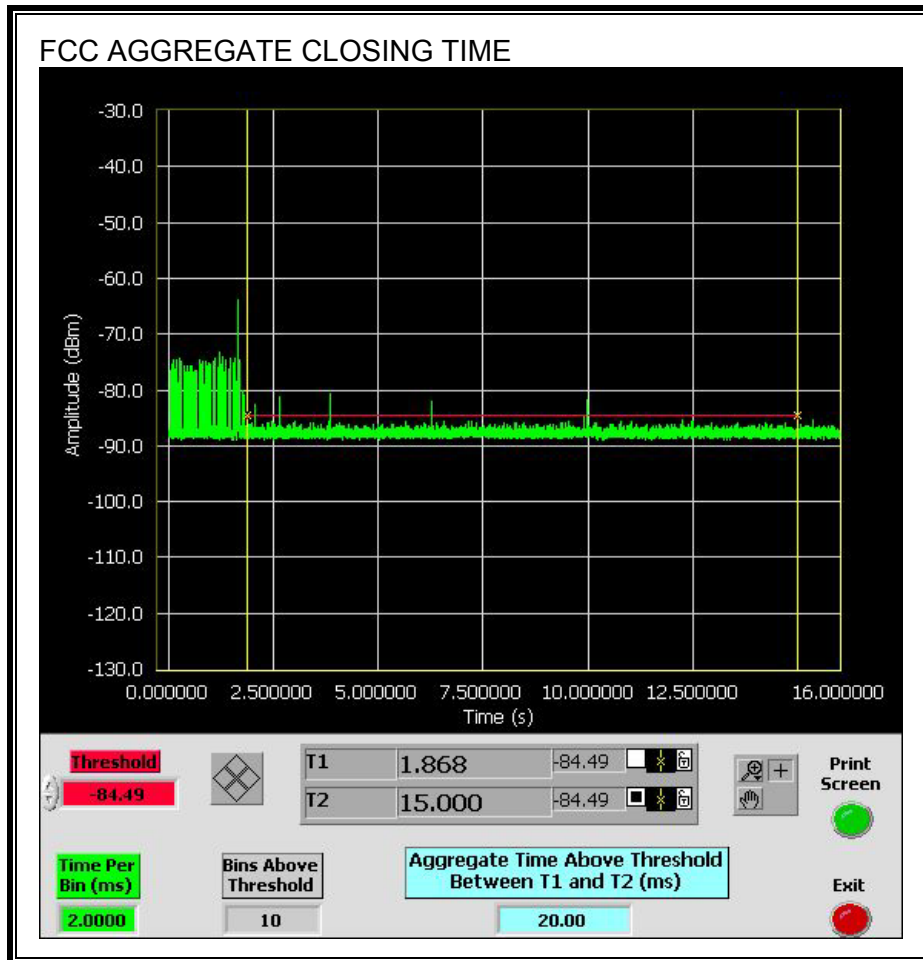 FCC AGGREGATE CLOSING TIME
-30.0
-40.0
-50.0
-60.0
-70.0
-80.0
-90.0
-100.0
-110.0
-120.0
-130.0
Amplitude (dBm)
0.000000 2.500000 5.000000 7.500000 10.000000 12.500000 16.000000
Time (s)
Threshold
-84.49
T1 1.868 -84.49
T2 15.000 -84.49
Print
Screen
Time Per
Bin (ms)
2.0000
Bins Above
Threshold
10
Aggregate Time Above Threshold
Between T1 and T2 (ms)
20.00
Exit